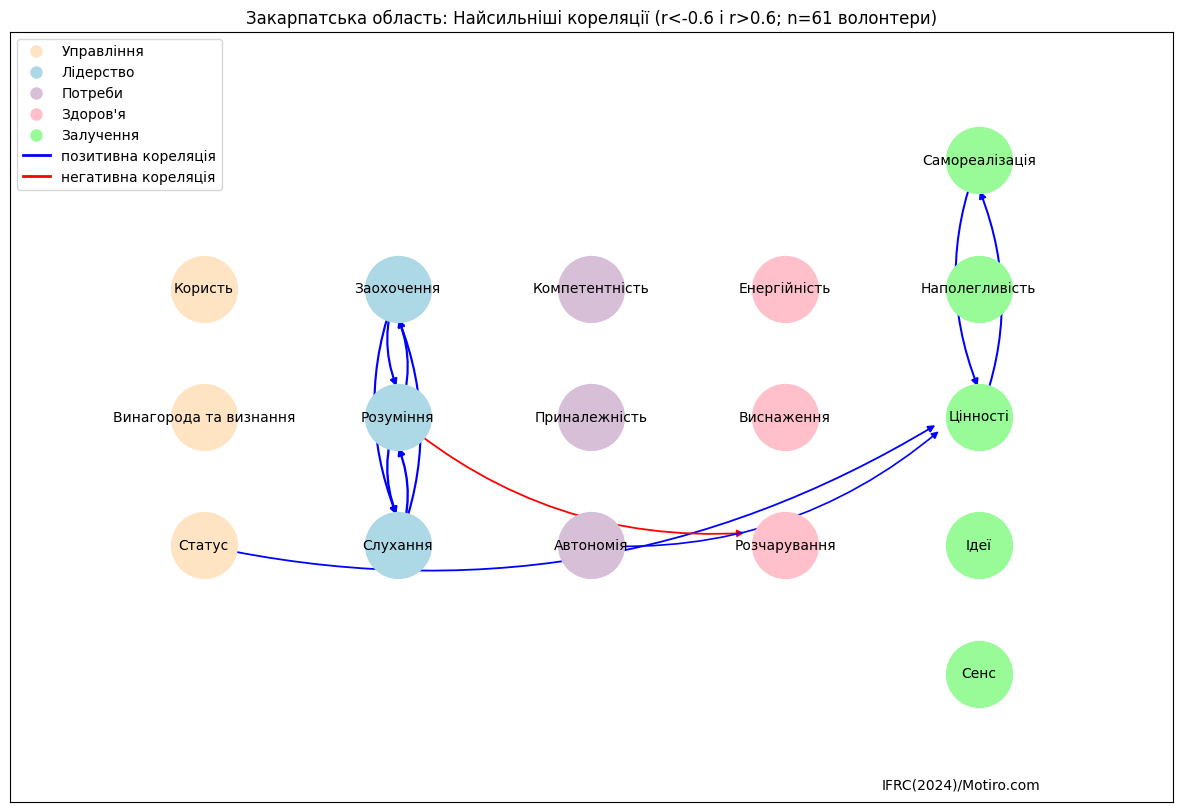 Закарпатська область: Найсильніші кореляції (r<-0.6 і r>0.6; n=61 волонтери)
Управління
Лідерство
Потреби
Здоров'я
Залучення
позитивна кореляція
негативна кореляція
Самореалізація
Користь
Заохочення
Компетентність
Енергійність
Наполегливість
Винагорода та визнання
Розуміння
Приналежність
Виснаження
Цінності
Статус
Слухання
Автономія
Розчарування
Ідеї
Сенс
IFRC(2024)/Motiro.com